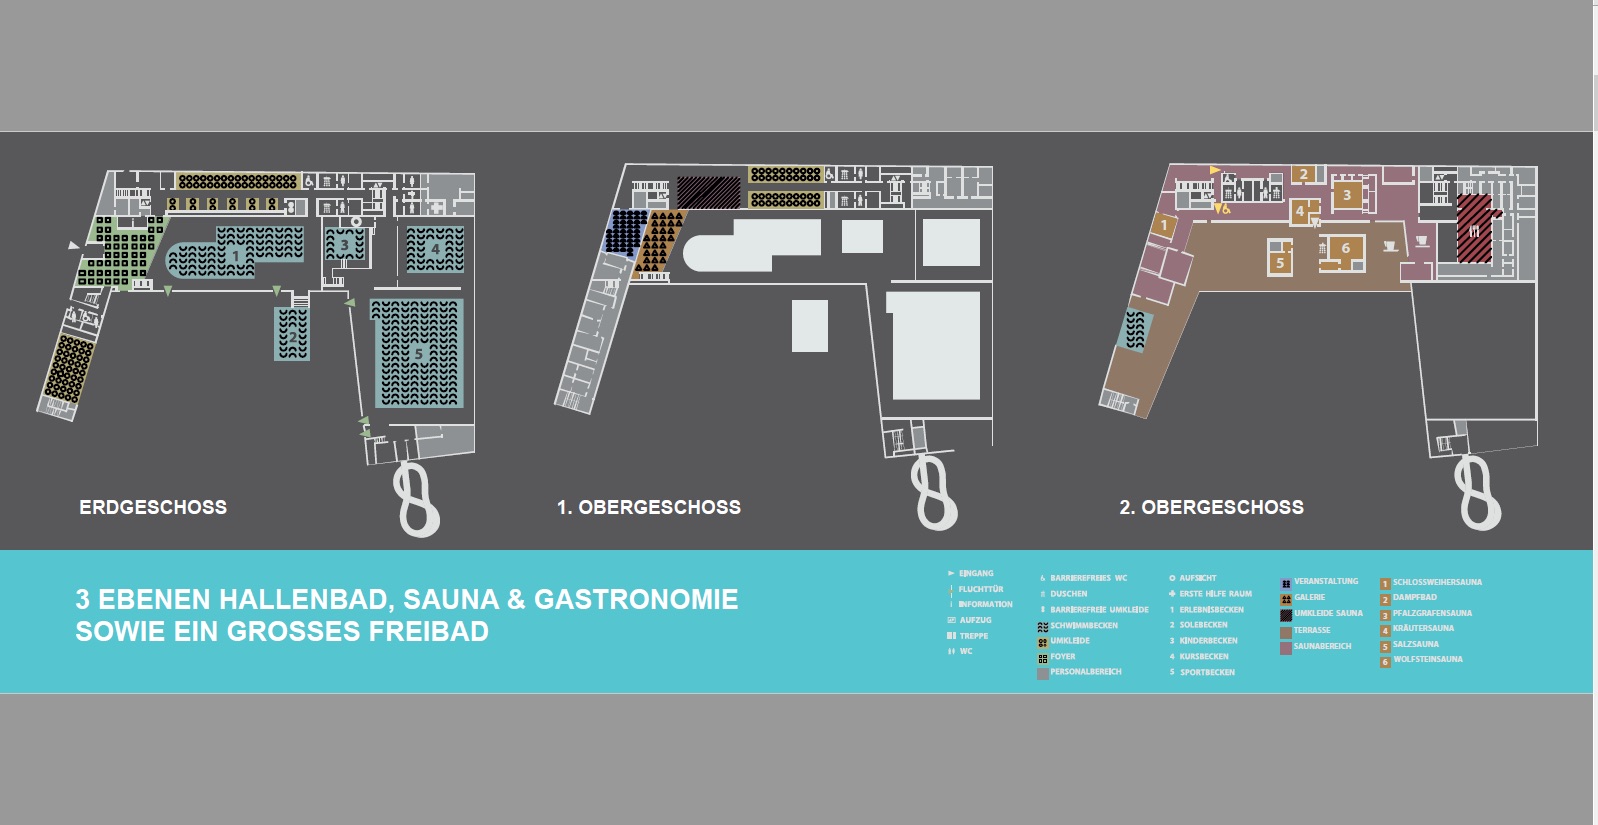 1
2
3
4
5
1
2
3
4
5
6
ERDGESCHOSS
1. OBERGESCHOSS
2. OBERGESCHOSS
3 EBENEN HALLENBAD, SAUNA & GASTRONOMIE
SOWIE EIN GROSSES FREIBAD
EINGANG
FLUCHTTÜR
INFORMATION
AUFZUG
TREPPE
WC
BARRIEREFREIES WC
DUSCHEN
BARRIEREFREIE UMKLEIDE
SCHWIMMBECKEN
UMKLEIDE
FOYER
PERSONALBEREICH
AUFSICHT
ERSTE HILFE RAUM
1 ERLEBNISBECKEN
2 SOLEBECKEN
3 KINDERBECKEN
4 KURSBECKEN
5 SPORTBECKEN
VERANSTALTUNG
GALERIE
UMKLEIDE SAUNA
TERRASSE
SAUNABEREICH
1 SCHLOSSWEIHERSAUNA
2 DAMPFBAD
3 PFALZGRAFENSAUNA
4 KRÄUTERSAUNA
5 SALZSAUNA
6 WOLFSTEINSAUNA